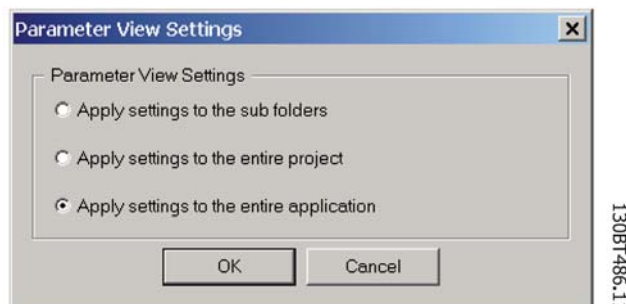 Parameter View Settings
Parameter View Settings
Apply settings to the sub folders
Apply settings to the entire project
Apply settings to the entire application
OK
Cancel
130BT486.1